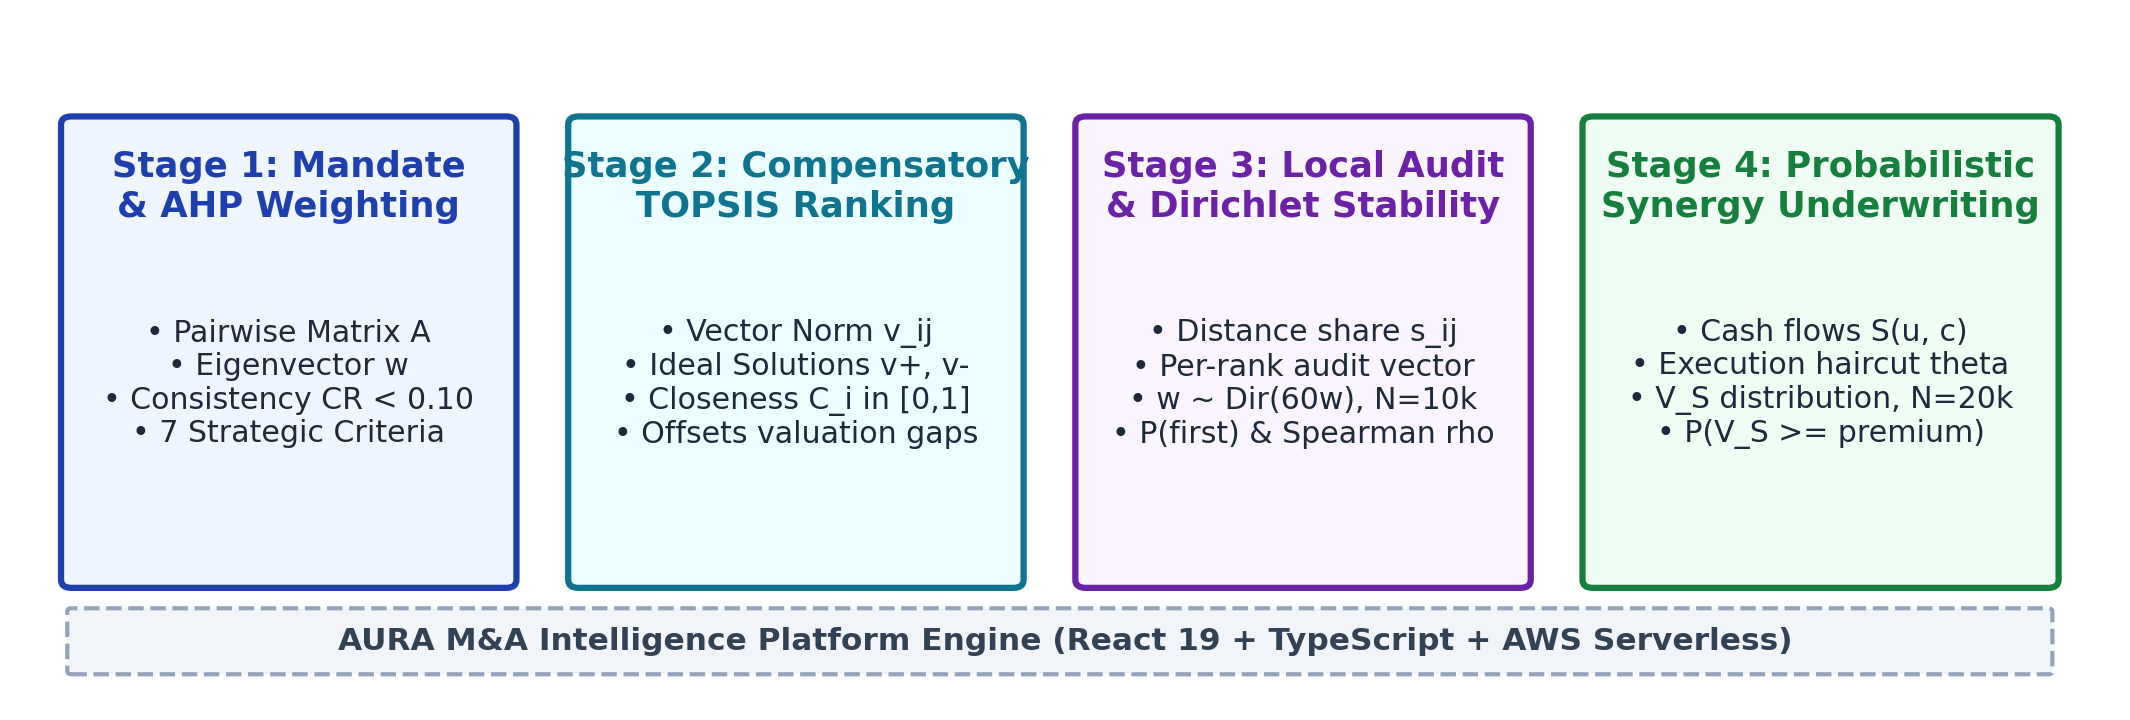 Stage 1: Mandate
& AHP Weighting
• Pairwise Matrix A
• Eigenvector w
• Consistency CR < 0.10
• 7 Strategic Criteria
Stage 2: Compensatory
TOPSIS Ranking
• Vector Norm v_ij
• Ideal Solutions v+, v-
• Closeness C_i in [0,1]
• Offsets valuation gaps
Stage 3: Local Audit
& Dirichlet Stability
• Distance share s_ij
• Per-rank audit vector
• w ~ Dir(60w), N=10k
• P(first) & Spearman rho
Stage 4: Probabilistic
Synergy Underwriting
• Cash flows S(u, c)
• Execution haircut theta
• V_S distribution, N=20k
• P(V_S >= premium)
AURA M&A Intelligence Platform Engine (React 19 + TypeScript + AWS Serverless)